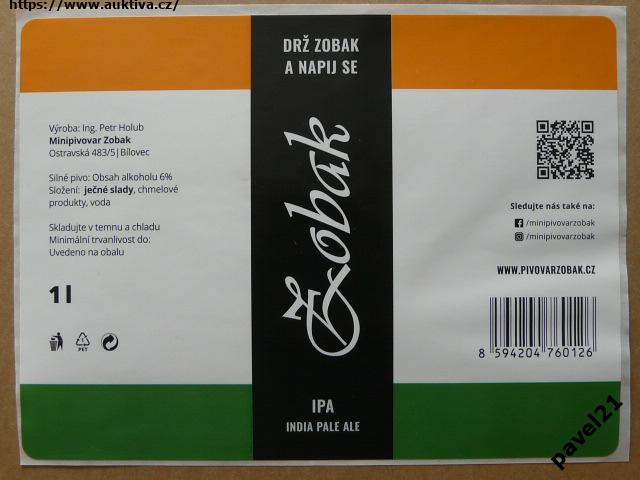 https://www.auktiva.cz/
DRŽ ZOBAK
A NAPIJ SE
Zobak
IPA
INDIA PALE ALE
Výroba: Ing. Petr Holub
Minipivovar Zobak
Ostravská 483/5|Bílovec
Silné pivo: Obsah alkoholu 6%
Složení: ječné slady, chmelové
produkty, voda
Skladujte v temnu a chladu
Minimální trvanlivost do:
Uvedeno na obalu
1 l
PET
Sledujte nás také na:
/minipivovarzobak
/minipivovarzobak
WWW.PIVOVARZOBAK.CZ
8 594204 760126
pavel21